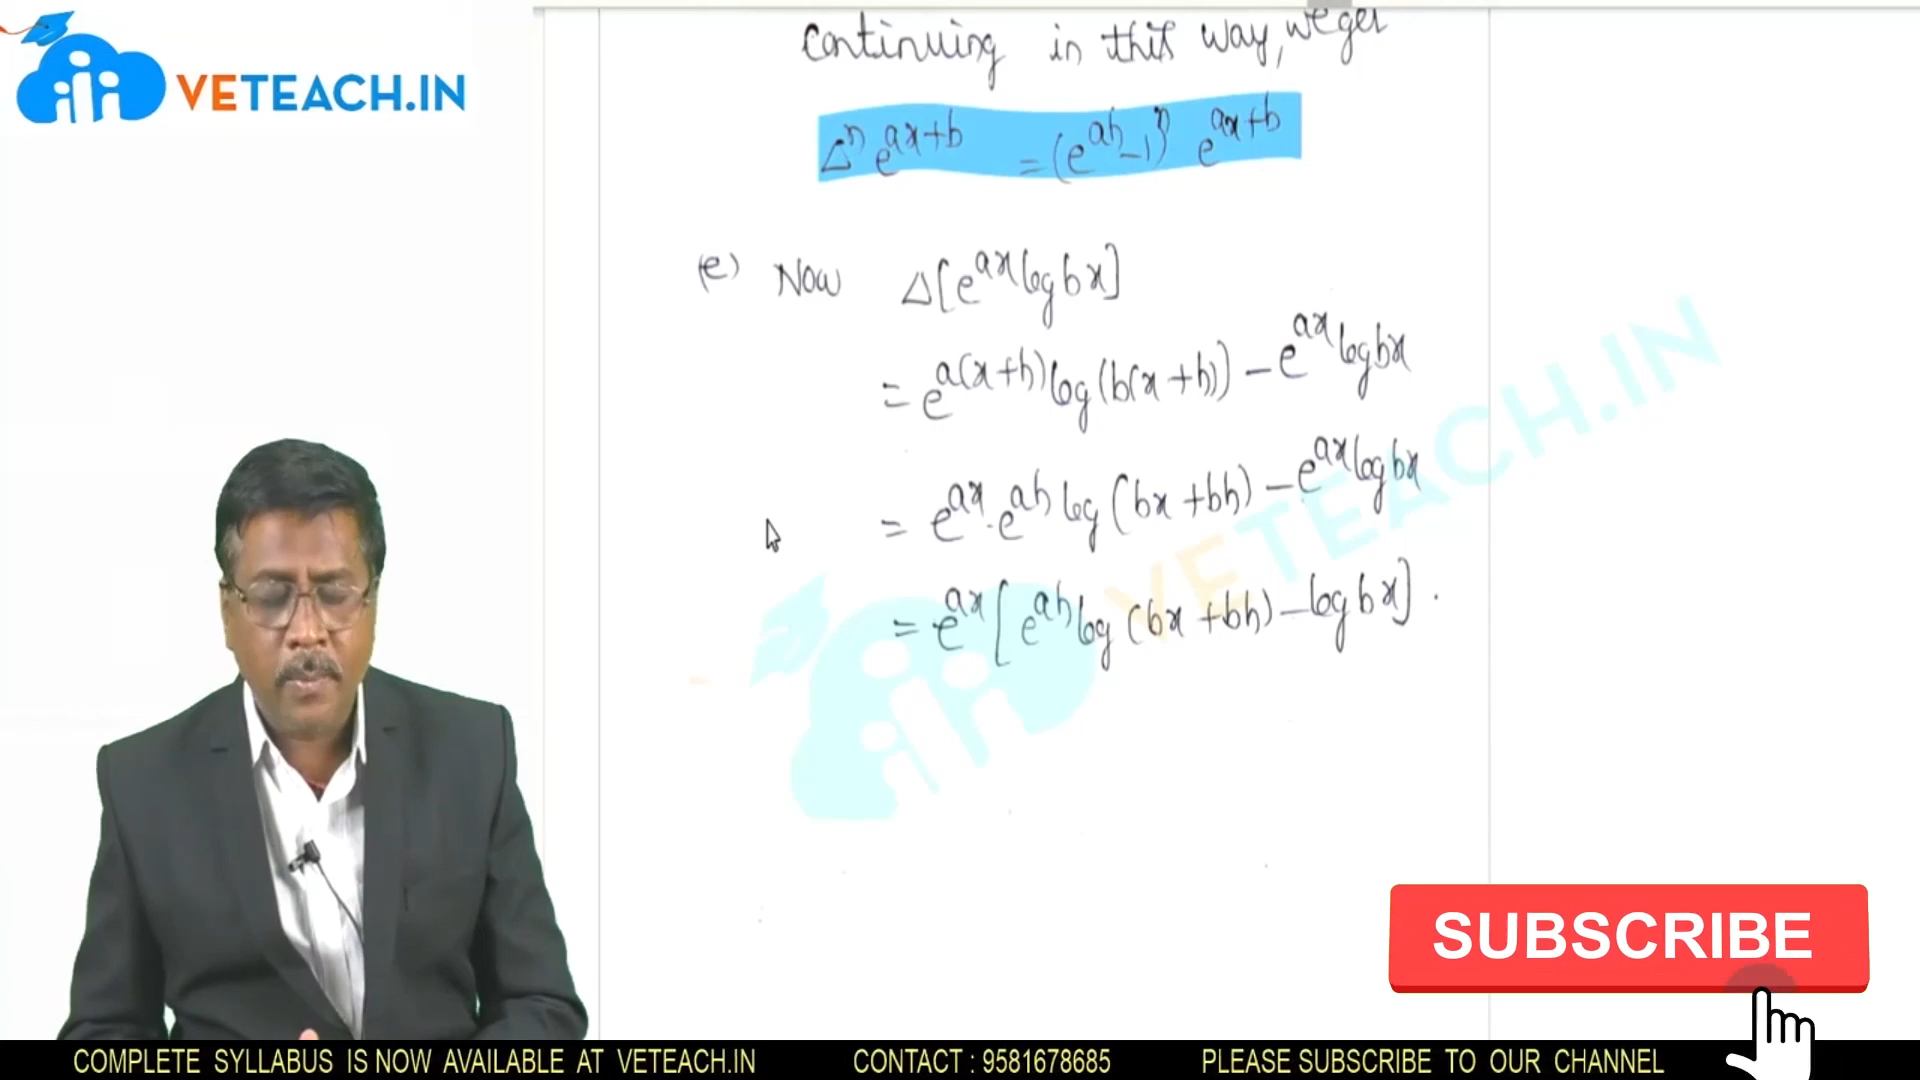 continuing in this way, we get
Δⁿ e^{ax+b} = (e^{ah}-1)ⁿ e^{ax+b}
VETEACH.IN
(e) Now Δ[e^{ax} log bx]
= e^{a(x+h)} log (b(x+h)) - e^{ax} log bx
= e^{ax}.e^{ah} log (bx+bh) - e^{ax} log bx
= e^{ax} [e^{ah} log (bx+bh) - log bx].
VETEACH.IN
SUBSCRIBE
COMPLETE SYLLABUS IS NOW AVAILABLE AT VETEACH.IN CONTACT : 9581678685 PLEASE SUBSCRIBE TO OUR CHANNEL